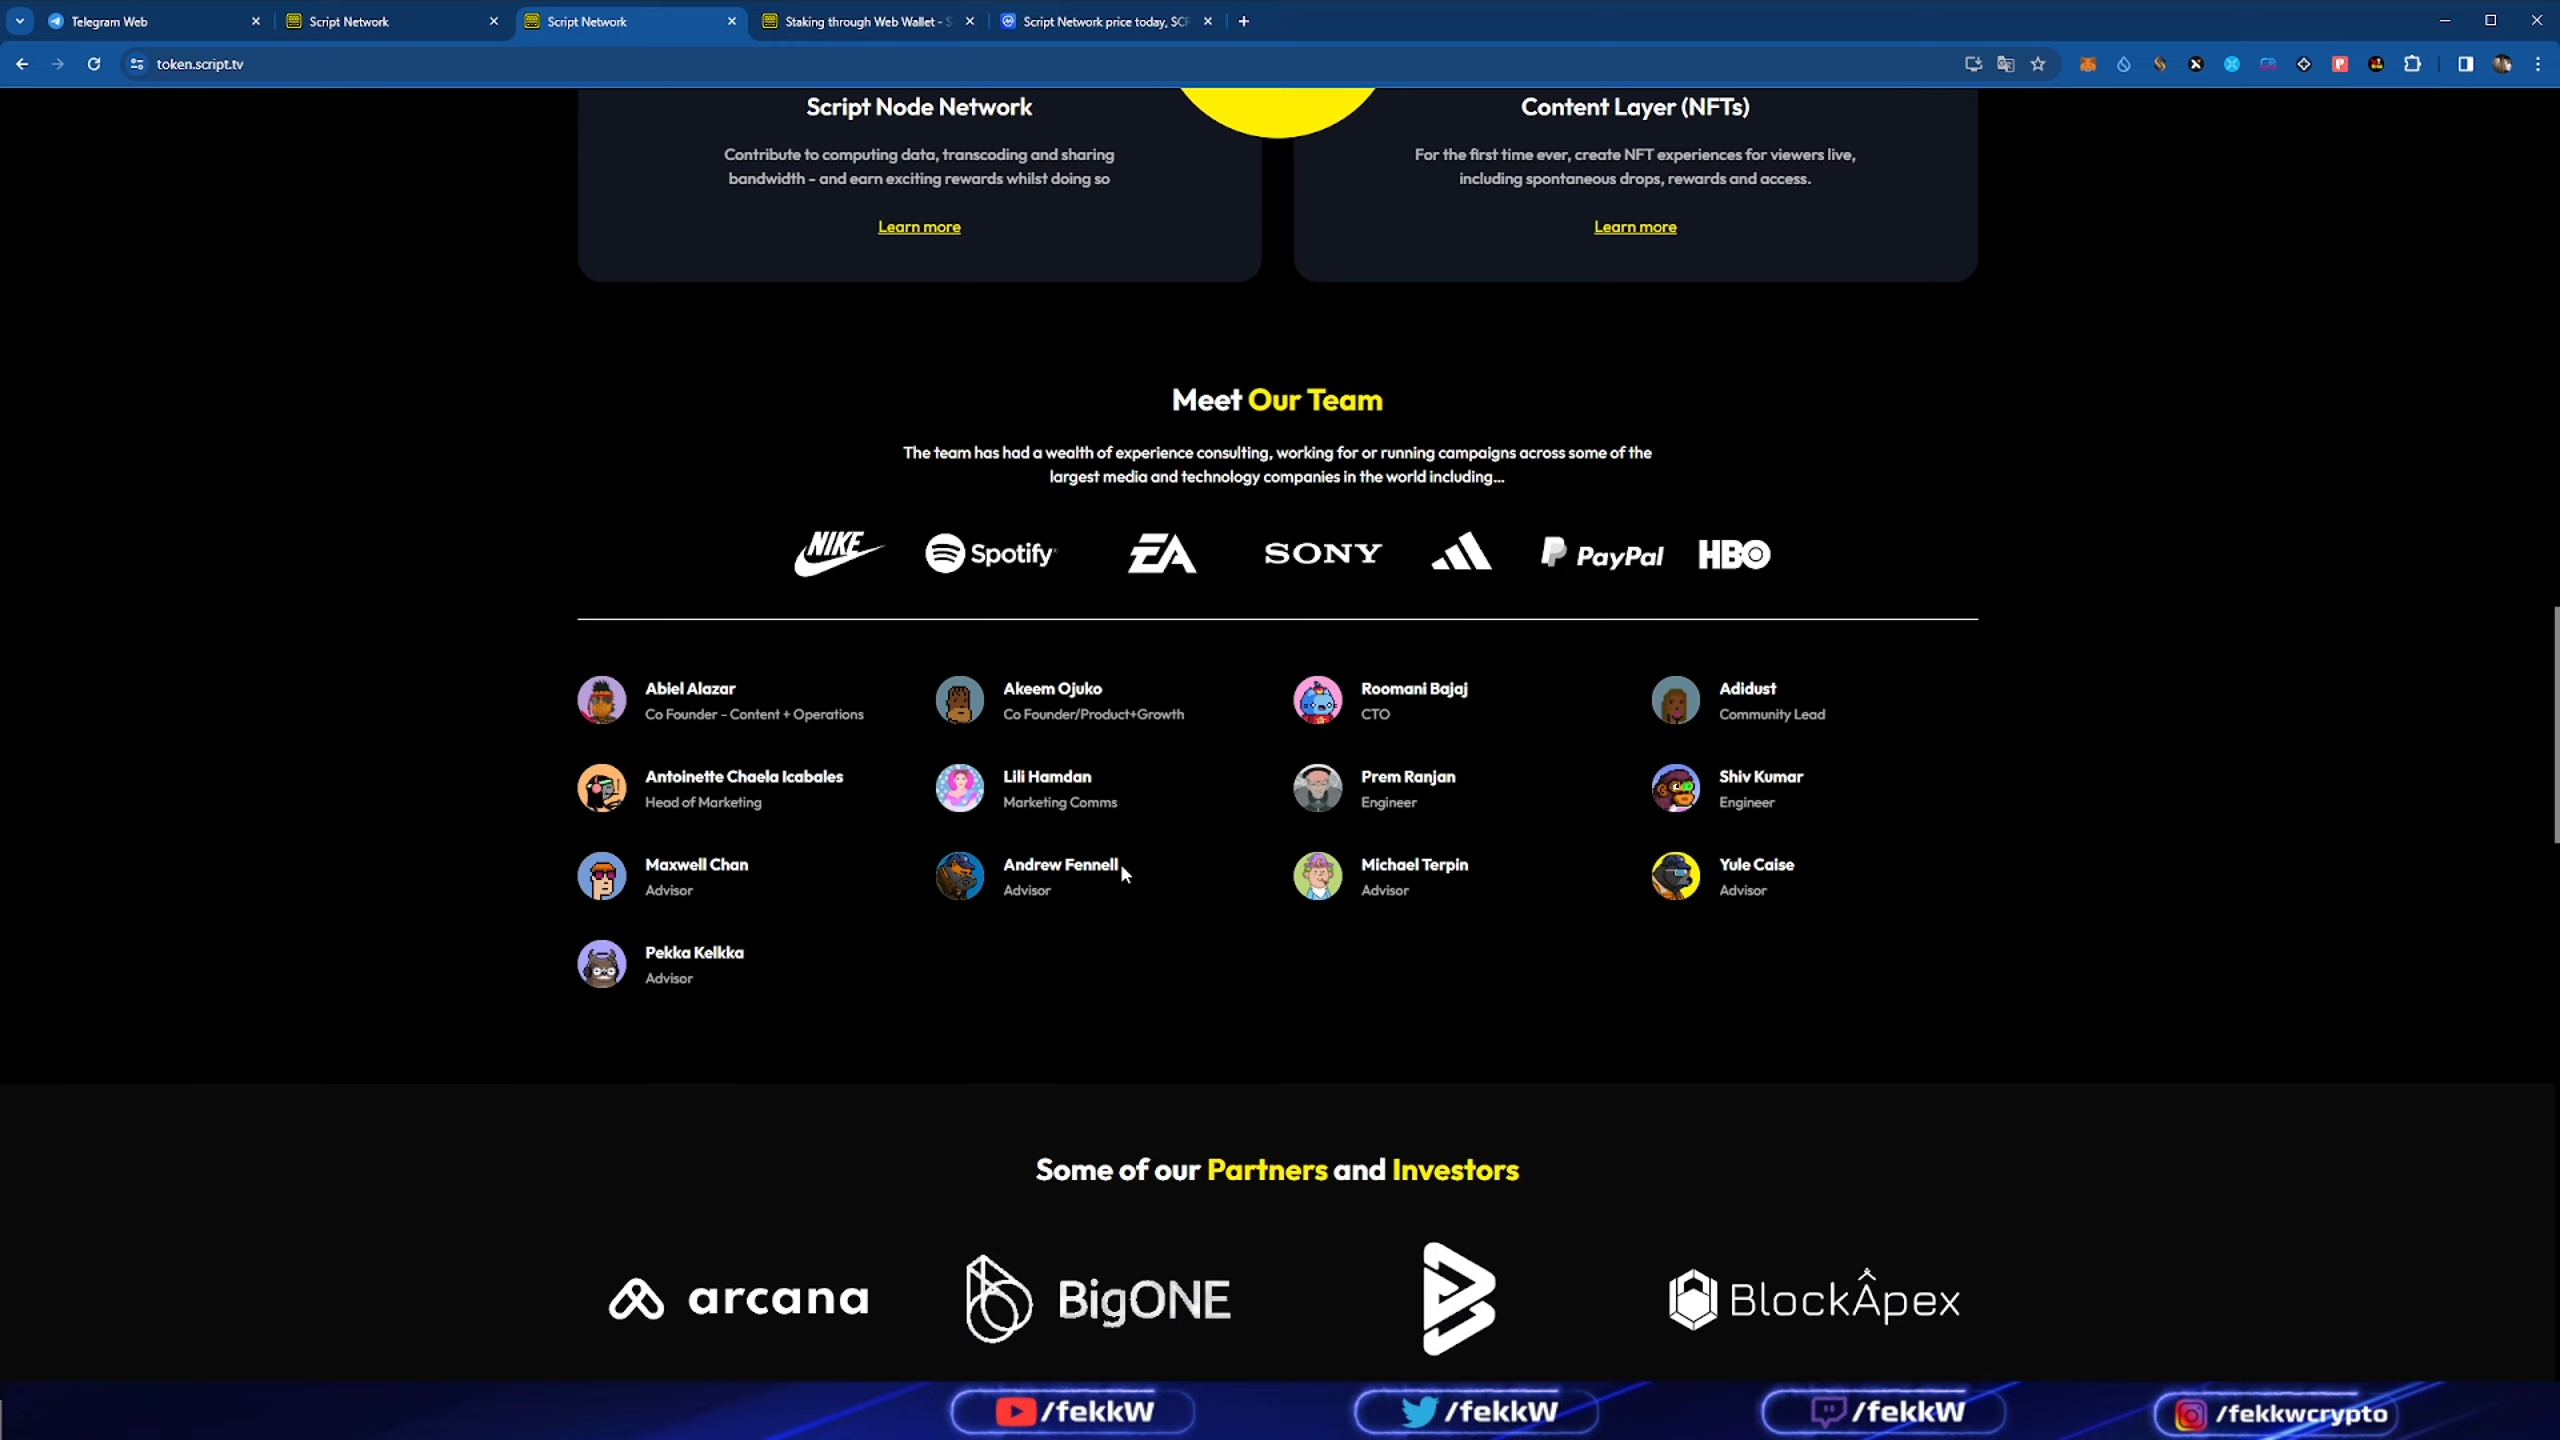 Telegram Web
Script Network
Script Network
Staking through Web Wallet - S
Script Network price today, SCR
token.script.tv
Script Node Network
Contribute to computing data, transcoding and sharing
bandwidth - and earn exciting rewards whilst doing so
Learn more
Content Layer (NFTs)
For the first time ever, create NFT experiences for viewers live,
including spontaneous drops, rewards and access.
Learn more
Meet Our Team
The team has had a wealth of experience consulting, working for or running campaigns across some of the
largest media and technology companies in the world including...
NIKE
Spotify
EA
SONY
PayPal
HBO
Abiel Alazar
Co Founder - Content + Operations
Akeem Ojuko
Co Founder/Product+Growth
Roomani Bajaj
CTO
Adidust
Community Lead
Antoinette Chaela Icabales
Head of Marketing
Lili Hamdan
Marketing Comms
Prem Ranjan
Engineer
Shiv Kumar
Engineer
Maxwell Chan
Advisor
Andrew Fennell
Advisor
Michael Terpin
Advisor
Yule Caise
Advisor
Pekka Kelkka
Advisor
Some of our Partners and Investors
arcana
BigONE
BlockÂpex
/fekkW
/fekkW
/fekkW
/fekkwcrypto